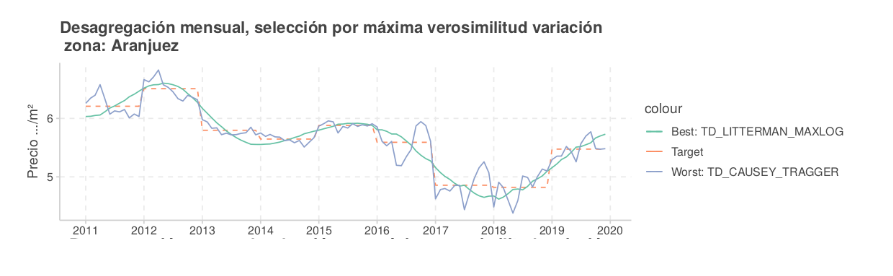 Desagregación mensual, selección por máxima verosimilitud variación
zona: Aranjuez
Precio .../m²
6
5
2011 2012 2013 2014 2015 2016 2017 2018 2019 2020
colour
Best: TD_LITTERMAN_MAXLOG
Target
Worst: TD_CAUSEY_TRAGGER